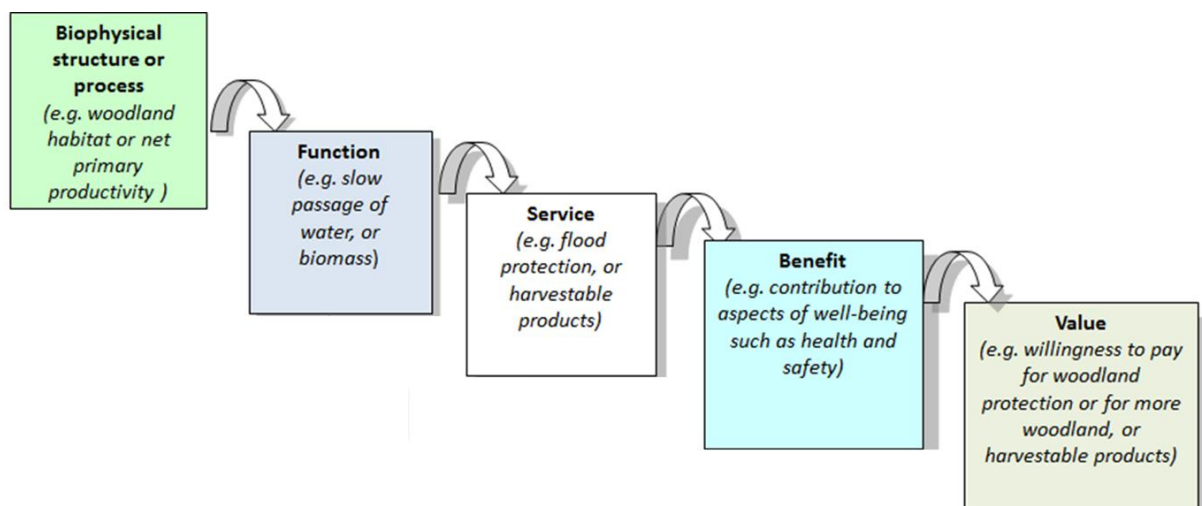 Biophysical
structure or
process
(e.g. woodland
habitat or net
primary
productivity )
Function
(e.g. slow
passage of
water, or
biomass)
Service
(e.g. flood
protection, or
harvestable
products)
Benefit
(e.g. contribution to
aspects of well-being
such as health and
safety)
Value
(e.g. willingness to pay
for woodland
protection or for more
woodland, or
harvestable products)